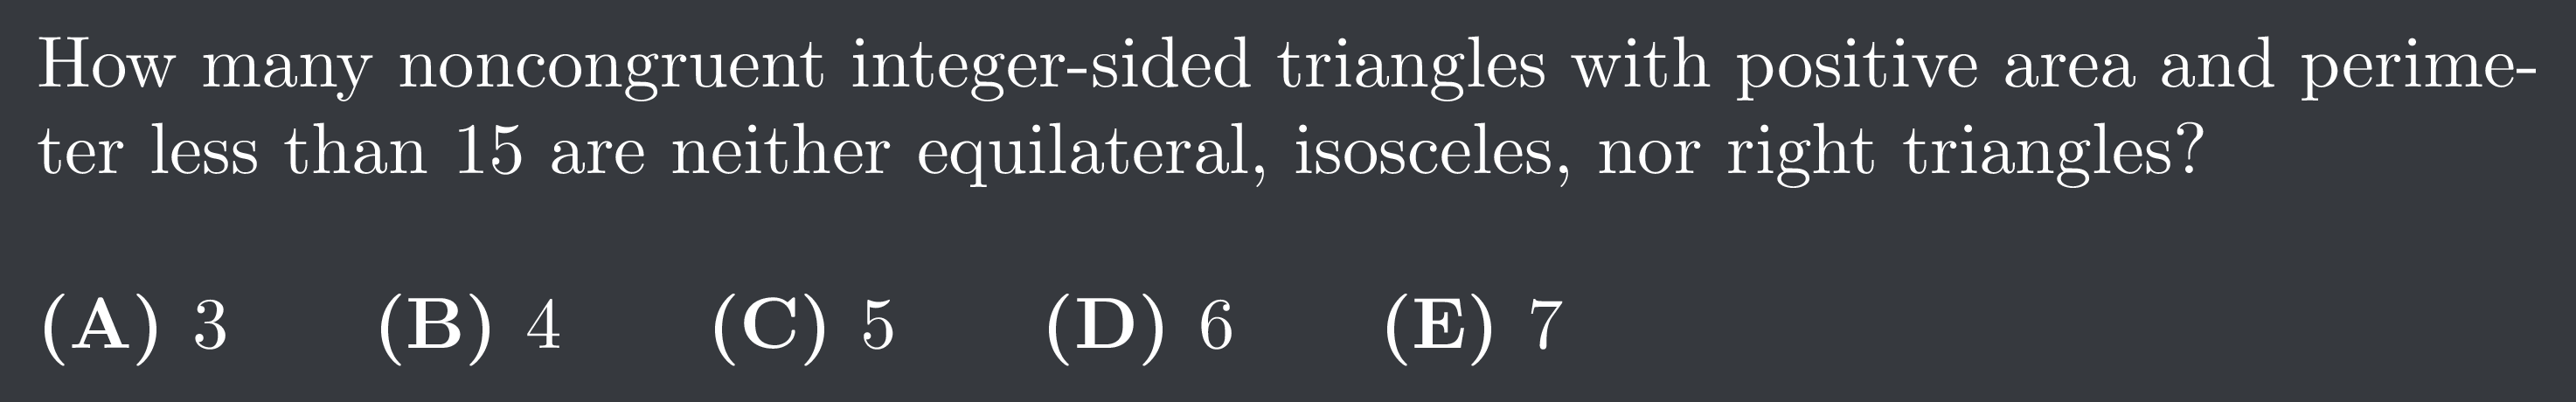 How many noncongruent integer-sided triangles with positive area and perime-
ter less than 15 are neither equilateral, isosceles, nor right triangles?
(A) 3 (B) 4 (C) 5 (D) 6 (E) 7